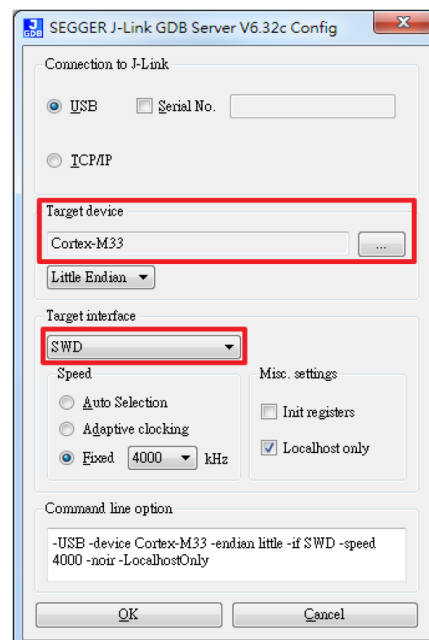 J GDB SEGGER J-Link GDB Server V6.32c Config x
Connection to J-Link
USB Serial No.
TCP/IP
Target device
Cortex-M33 ...
Little Endian
Target interface
SWD
Speed Misc. settings
Auto Selection Init registers
Adaptive clocking
Localhost only
Fixed 4000 kHz
Command line option
-USB -device Cortex-M33 -endian little -if SWD -speed
4000 -noir -LocalhostOnly
OK Cancel